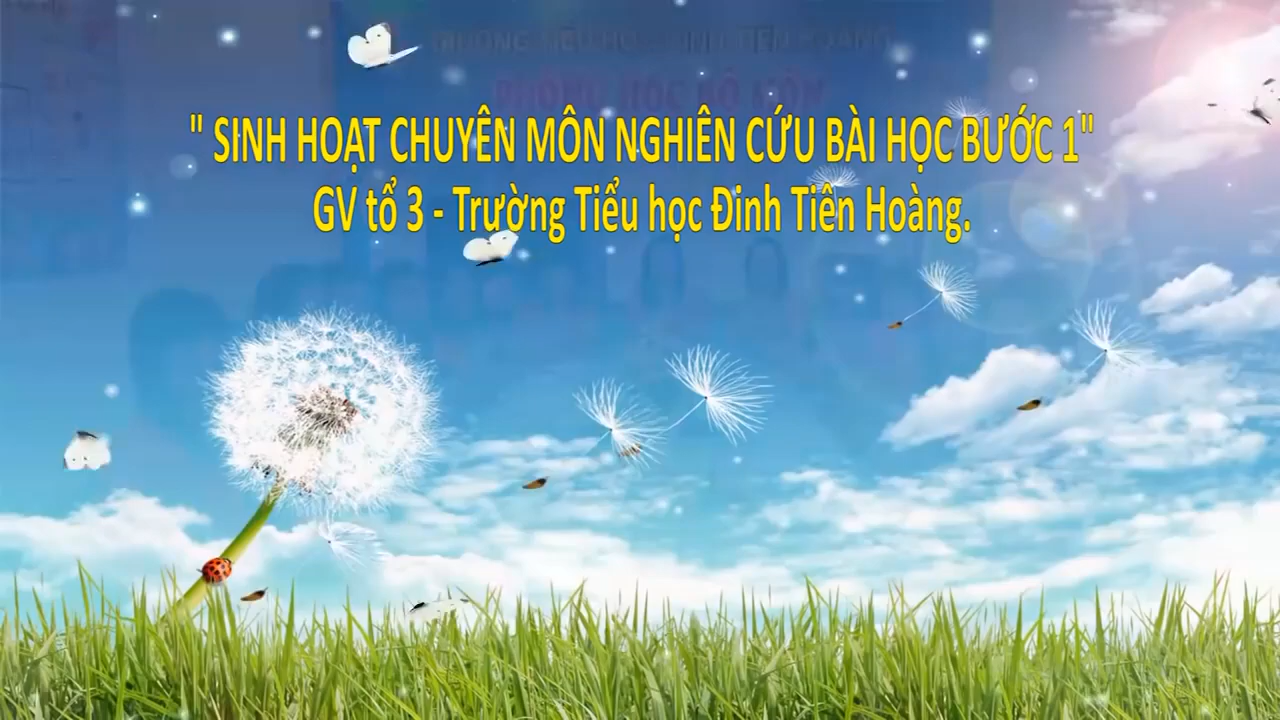 " SINH HOẠT CHUYÊN MÔN NGHIÊN CỨU BÀI HỌC BƯỚC 1"
GV tổ 3 - Trường Tiểu học Đinh Tiên Hoàng.